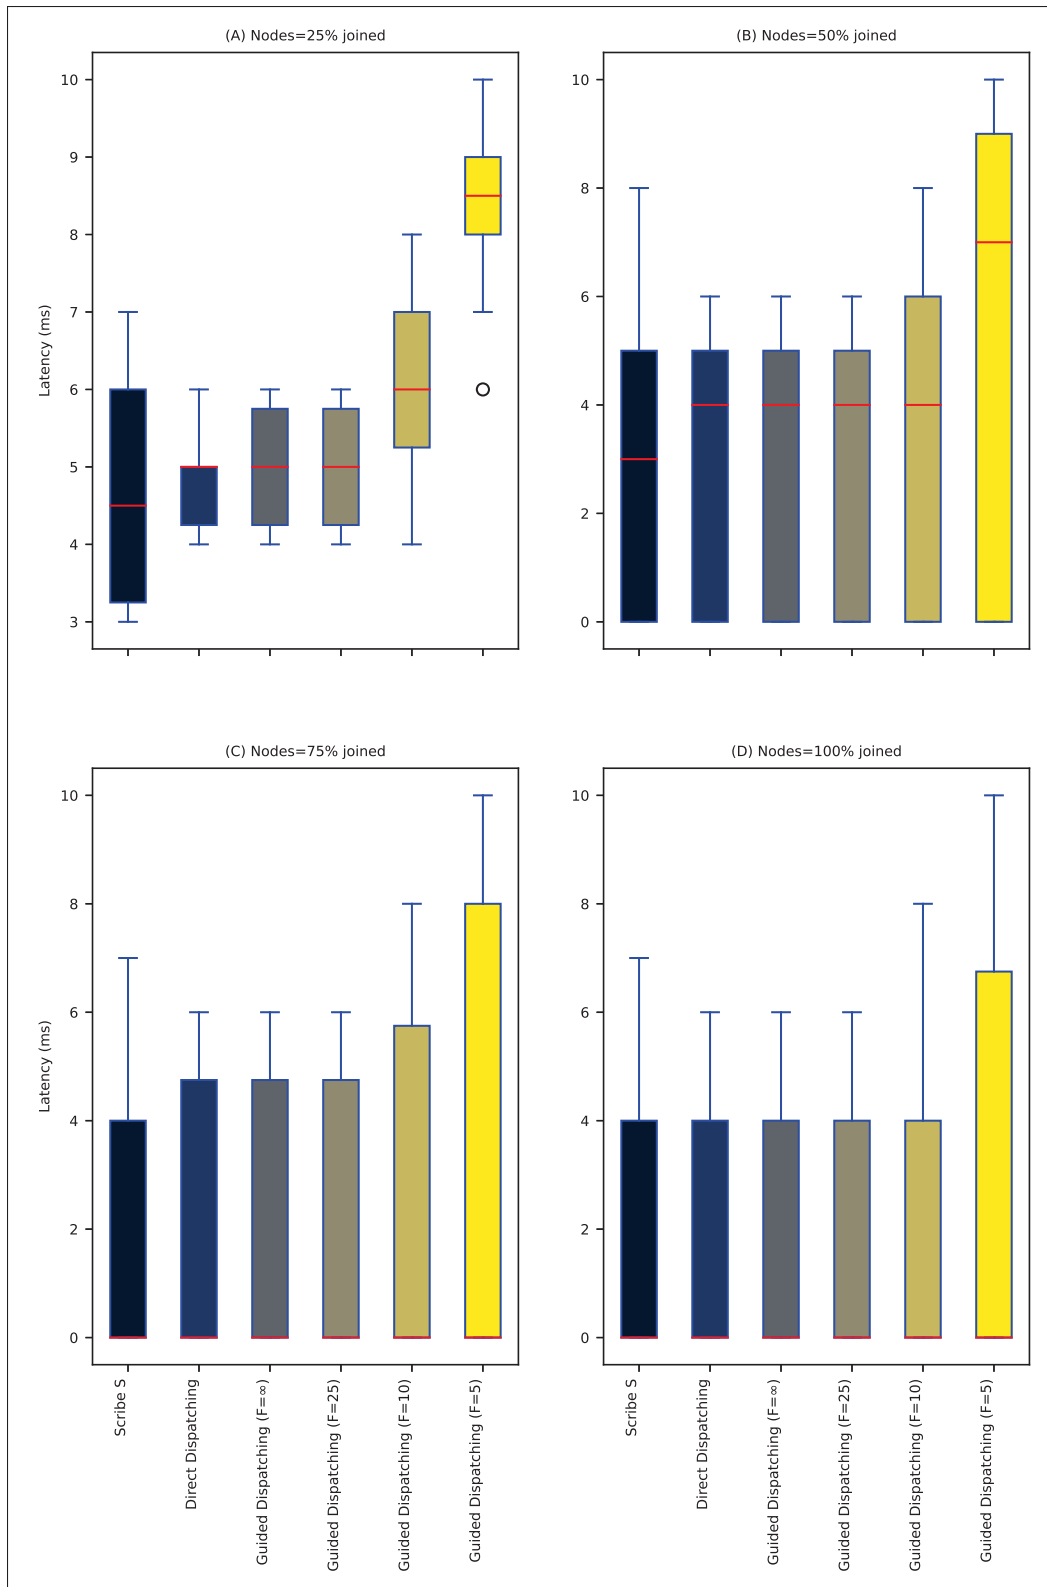 (A) Nodes=25% joined
(B) Nodes=50% joined
Latency (ms)
10
9
8
7
6
5
4
3
10
8
6
4
2
0
(C) Nodes=75% joined
(D) Nodes=100% joined
Latency (ms)
10
8
6
4
2
0
10
8
6
4
2
0
Scribe S
Direct Dispatching
Guided Dispatching (F=∞)
Guided Dispatching (F=25)
Guided Dispatching (F=10)
Guided Dispatching (F=5)
Scribe S
Direct Dispatching
Guided Dispatching (F=∞)
Guided Dispatching (F=25)
Guided Dispatching (F=10)
Guided Dispatching (F=5)